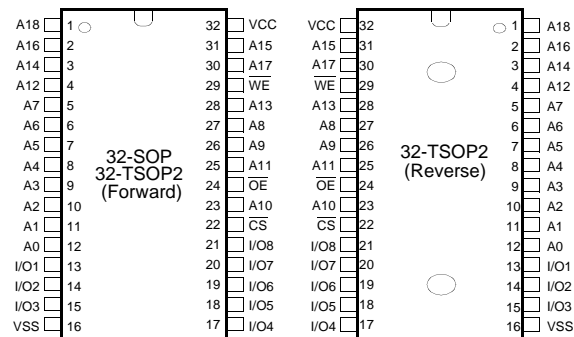 A18 1 32 VCC VCC 32 1 A18
A16 2 31 A15 A15 31 2 A16
A14 3 30 A17 A17 30 3 A14
A12 4 29 WE WE 29 4 A12
A7 5 28 A13 A13 28 5 A7
A6 6 27 A8 A8 27 6 A6
A5 7 26 A9 A9 26 7 A5
A4 8 25 A11 A11 25 8 A4
A3 9 24 OE OE 24 9 A3
A2 10 23 A10 A10 23 10 A2
A1 11 22 CS CS 22 11 A1
A0 12 21 I/O8 I/O8 21 12 A0
I/O1 13 20 I/O7 I/O7 20 13 I/O1
I/O2 14 19 I/O6 I/O6 19 14 I/O2
I/O3 15 18 I/O5 I/O5 18 15 I/O3
VSS 16 17 I/O4 I/O4 17 16 VSS
32-SOP
32-TSOP2
(Forward)
32-TSOP2
(Reverse)